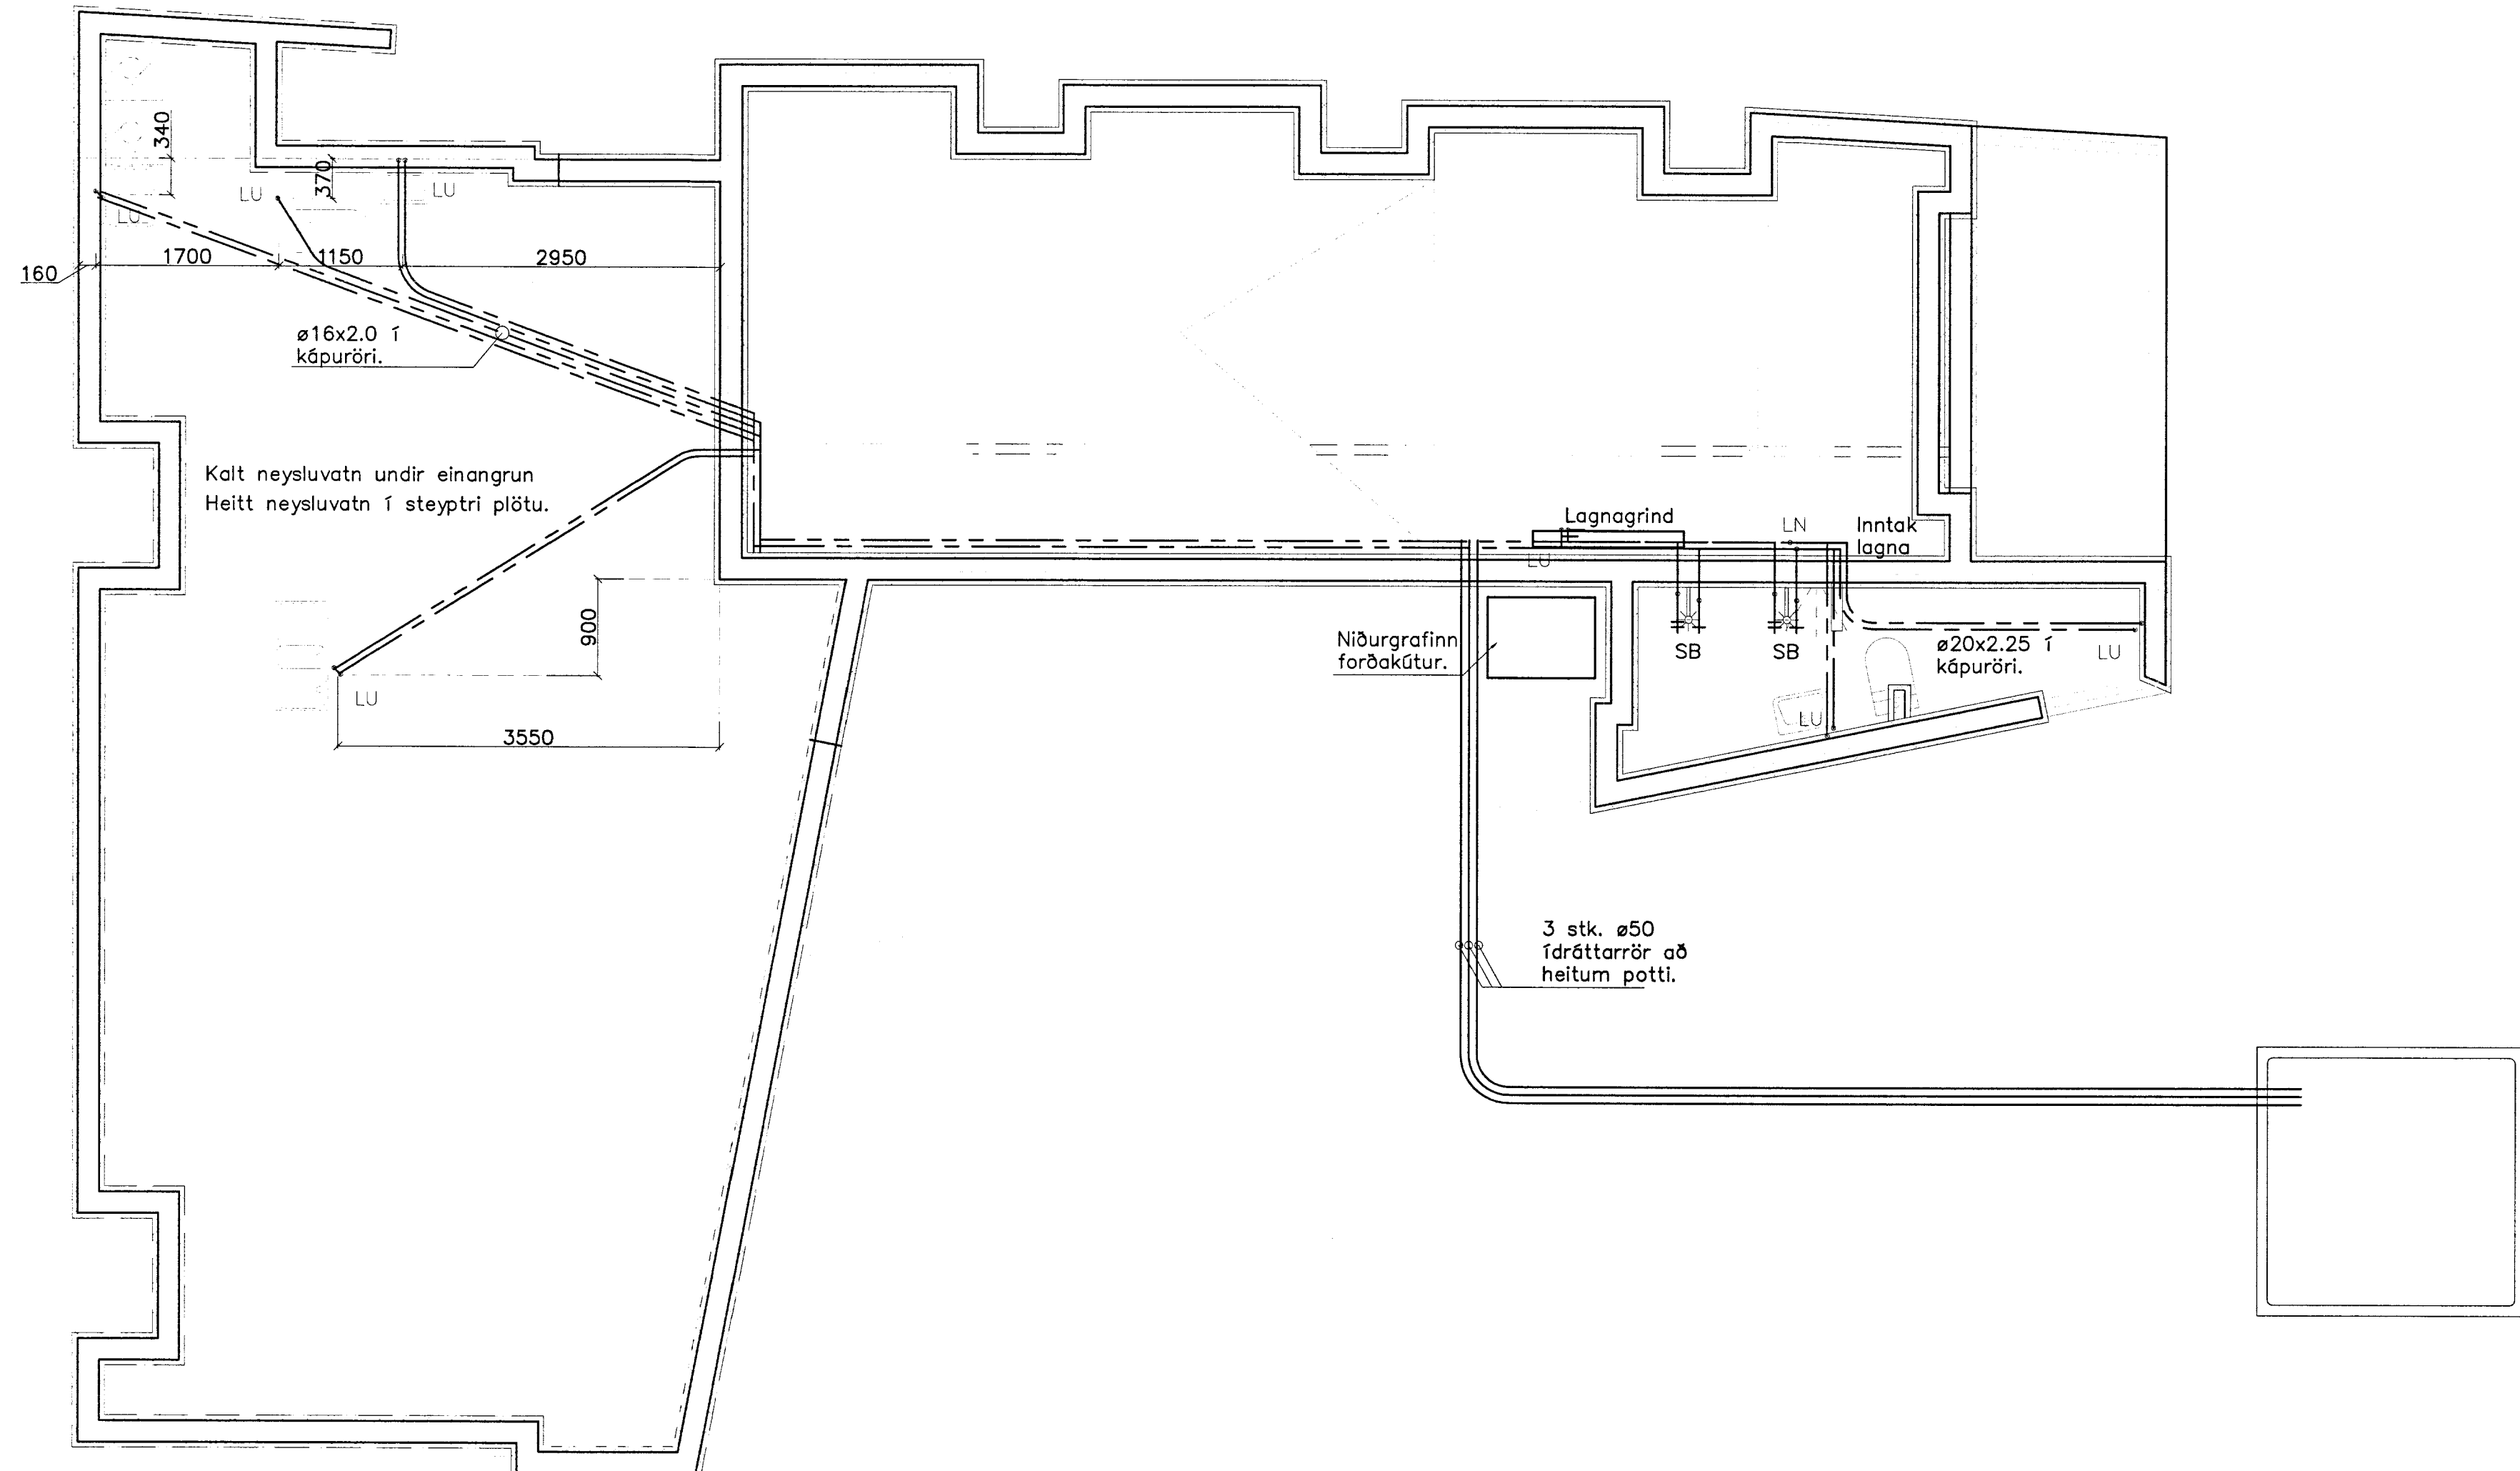 340
370
LU
LU
LU
160
1700
1150
2950
ø16x2.0 í
kápuröri.
Kalt neysluvatn undir einangrun
Heitt neysluvatn í steyptri plötu.
900
LU
3550
Lagnagrind
LN
Inntak
lagna
LU
Niðurgrafinn
forðakútur.
SB
SB
ø20x2.25 í
kápuröri.
LU
LU
3 stk. ø50
ídráttarrör að
heitum potti.